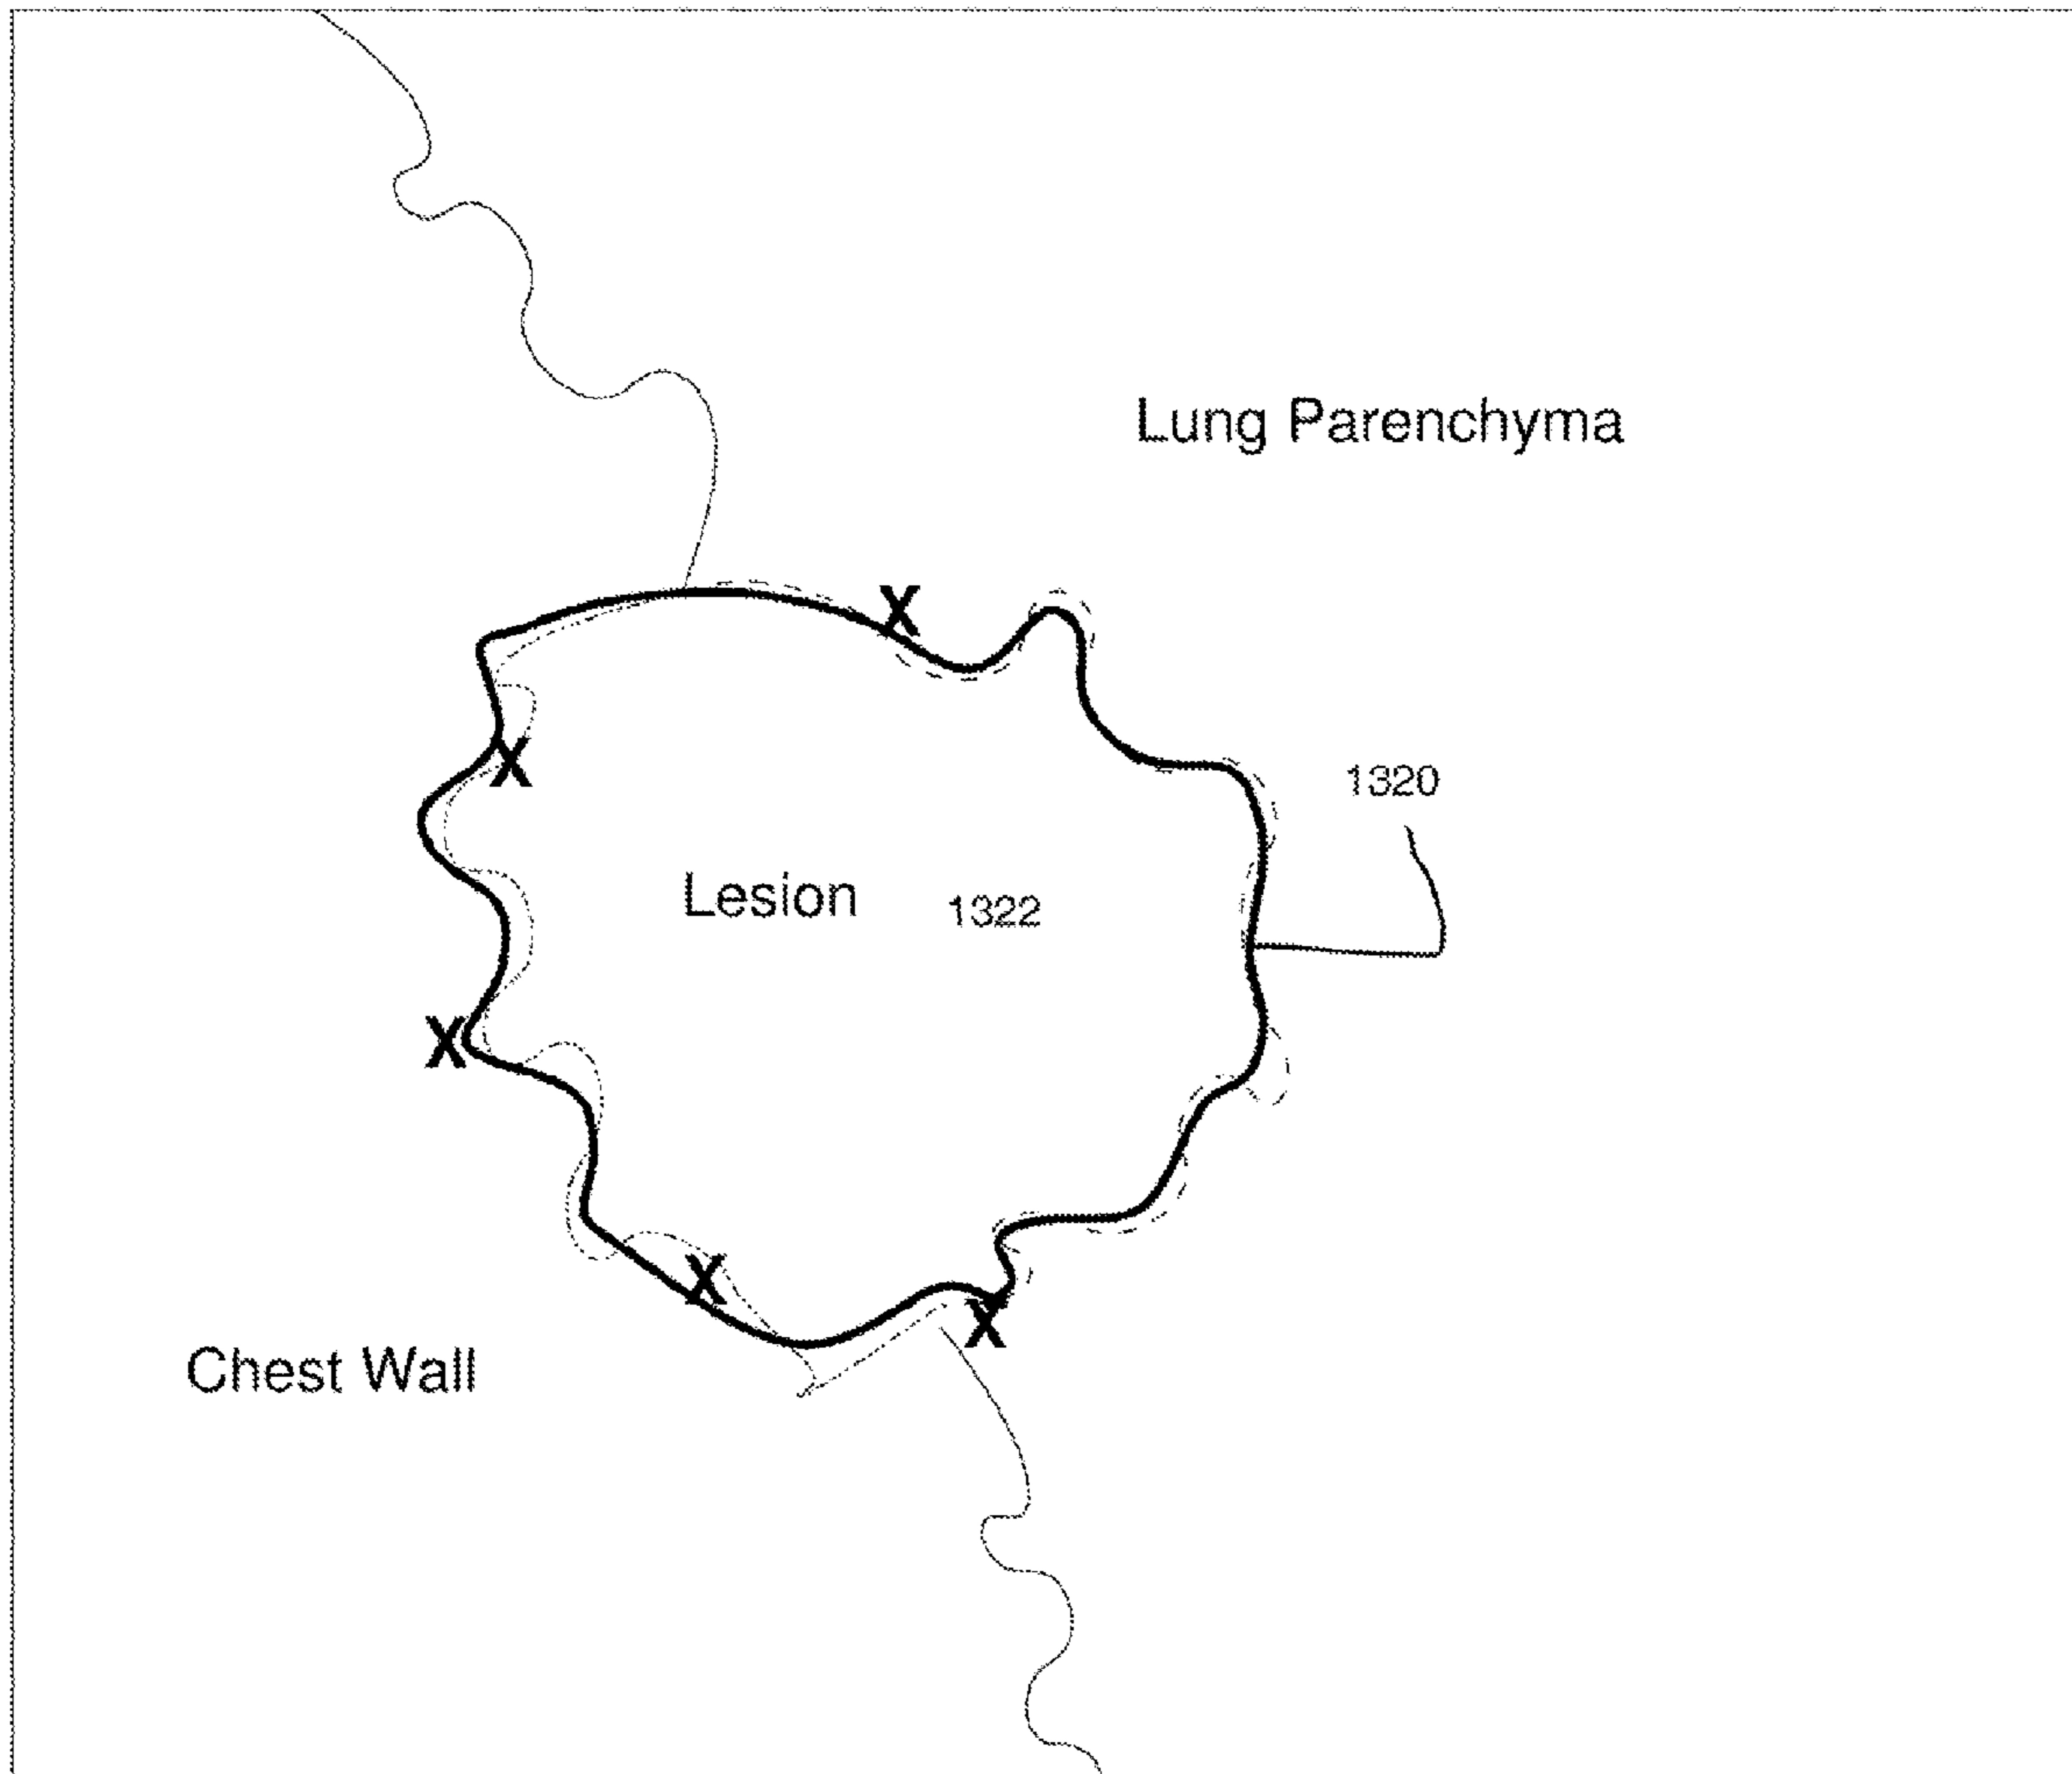 Lung Parenchyma
X
X
1320
Lesion 1322
X
X
X
Chest Wall